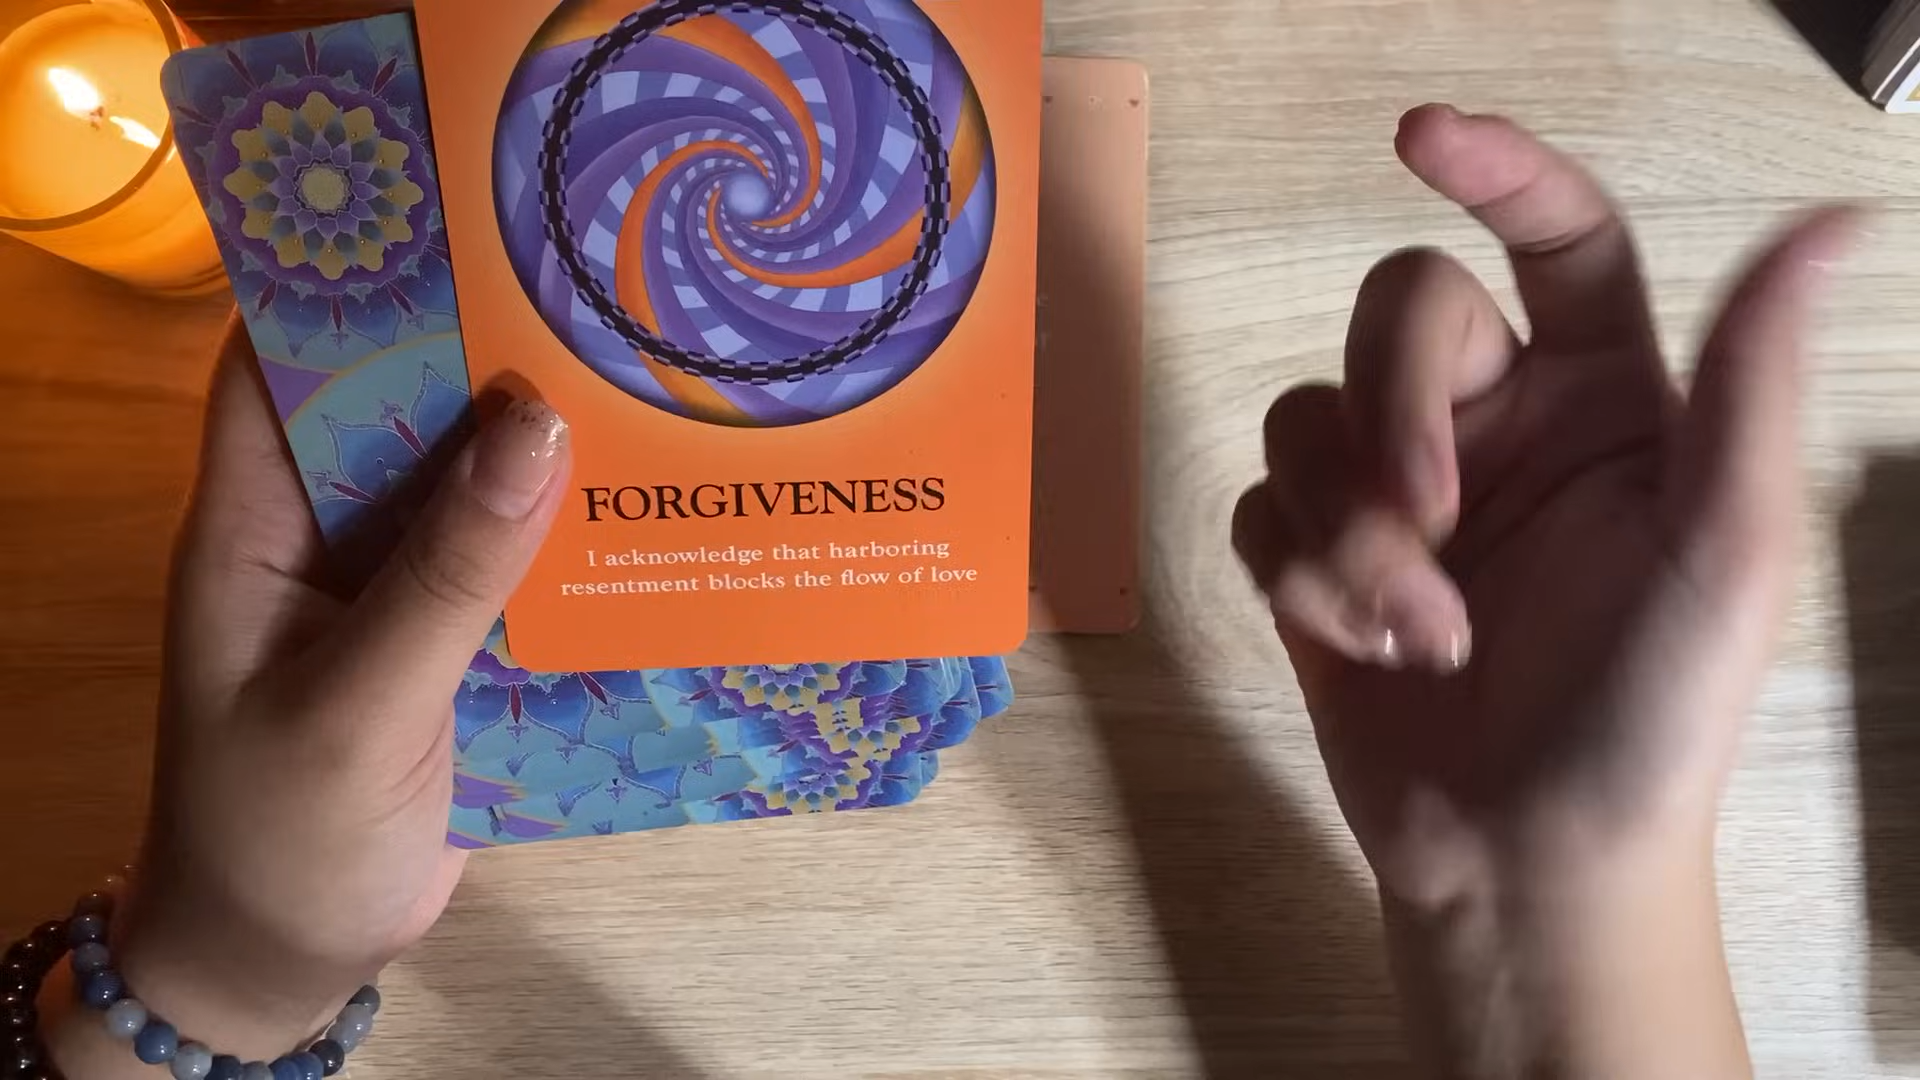 FORGIVENESS
I acknowledge that harboring
resentment blocks the flow of love